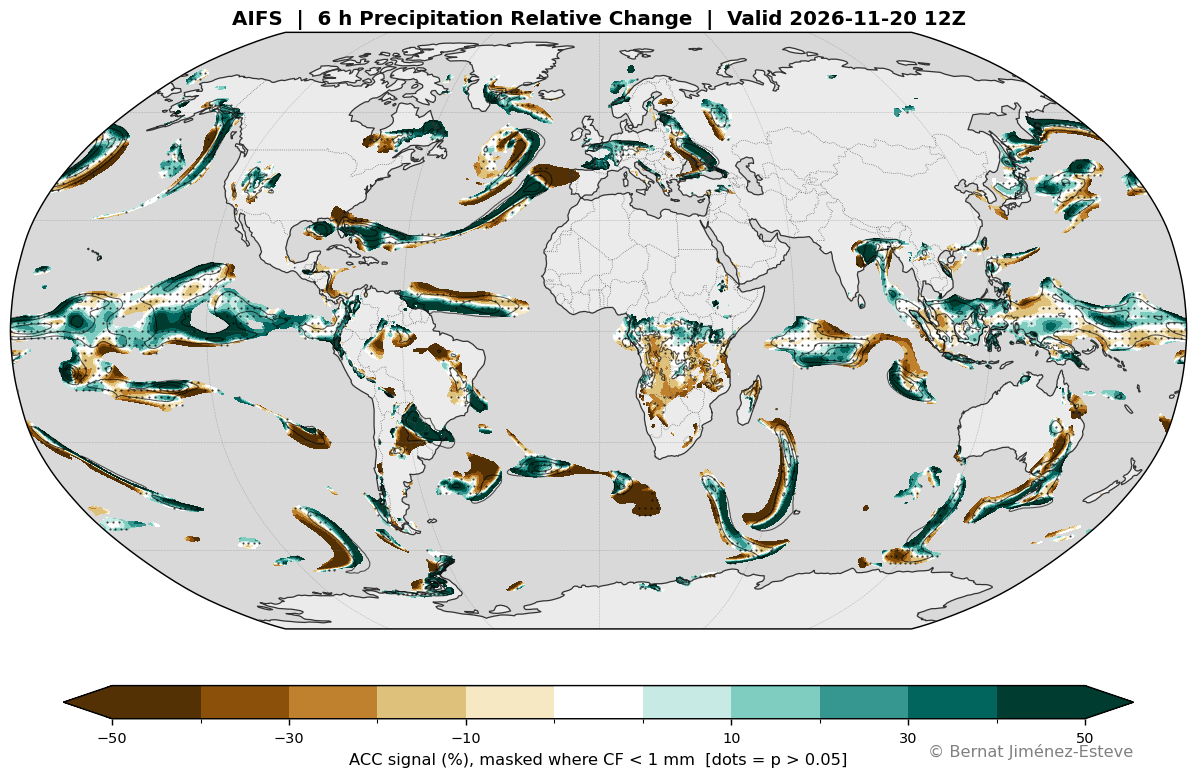 AIFS | 6 h Precipitation Relative Change | Valid 2026-11-20 12Z
−50 −30 −10 10 30 50
© Bernat Jiménez-Esteve
ACC signal (%), masked where CF < 1 mm [dots = p > 0.05]